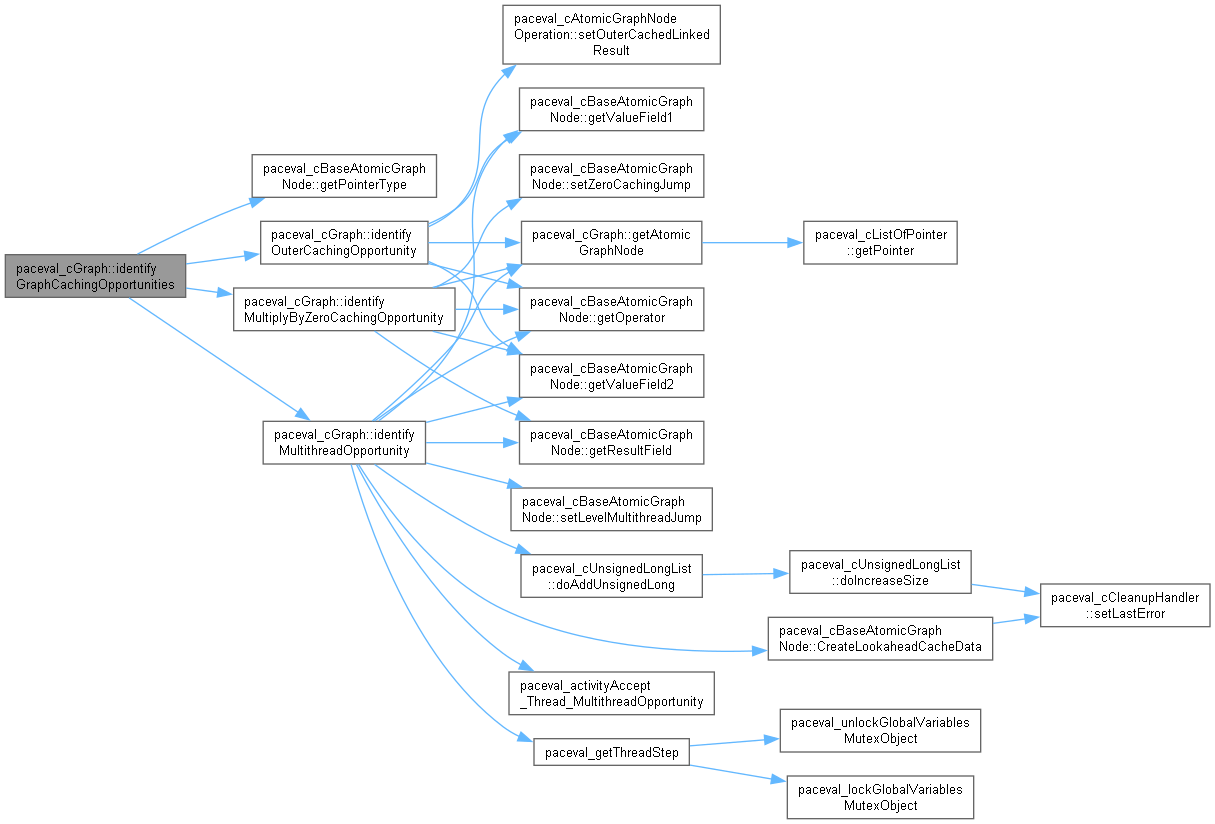 paceval_cGraph::identify
GraphCachingOpportunities
paceval_cBaseAtomicGraph
Node::getPointerType
paceval_cGraph::identify
OuterCachingOpportunity
paceval_cGraph::identify
MultiplyByZeroCachingOpportunity
paceval_cGraph::identify
MultithreadOpportunity
paceval_cAtomicGraphNode
Operation::setOuterCachedLinked
Result
paceval_cBaseAtomicGraph
Node::getValueField1
paceval_cBaseAtomicGraph
Node::setZeroCachingJump
paceval_cGraph::getAtomic
GraphNode
paceval_cBaseAtomicGraph
Node::getOperator
paceval_cBaseAtomicGraph
Node::getValueField2
paceval_cBaseAtomicGraph
Node::getResultField
paceval_cBaseAtomicGraph
Node::setLevelMultithreadJump
paceval_cUnsignedLongList
::doAddUnsignedLong
paceval_activityAccept
_Thread_MultithreadOpportunity
paceval_getThreadStep
paceval_cListOfPointer
::getPointer
paceval_cUnsignedLongList
::doIncreaseSize
paceval_cBaseAtomicGraph
Node::CreateLookaheadCacheData
paceval_unlockGlobalVariables
MutexObject
paceval_lockGlobalVariables
MutexObject
paceval_cCleanupHandler
::setLastError